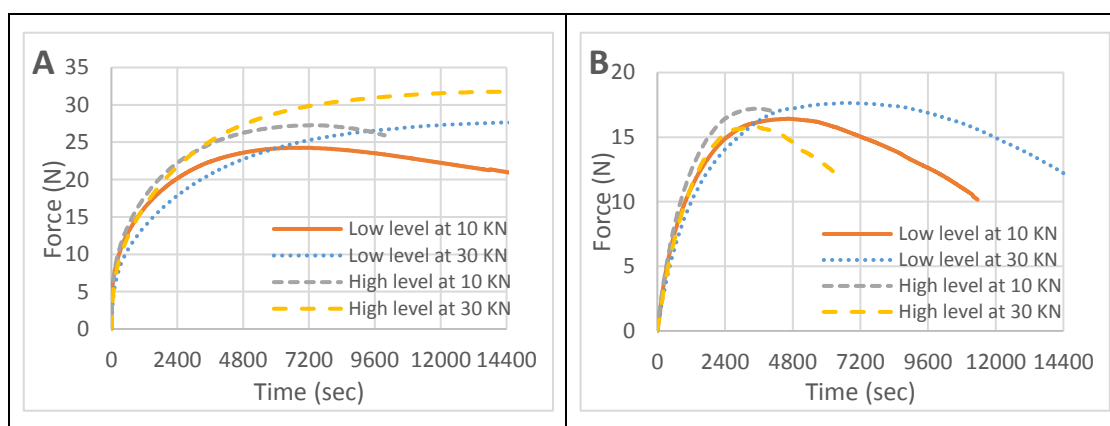 A
Force (N)
35
30
25
20
15
10
5
0
Low level at 10 KN
Low level at 30 KN
High level at 10 KN
High level at 30 KN
0 2400 4800 7200 9600 12000 14400
Time (sec)
B
Force (N)
20
15
10
5
0
Low level at 10 KN
Low level at 30 KN
High level at 10 KN
High level at 30 KN
0 2400 4800 7200 9600 12000 14400
Time (sec)